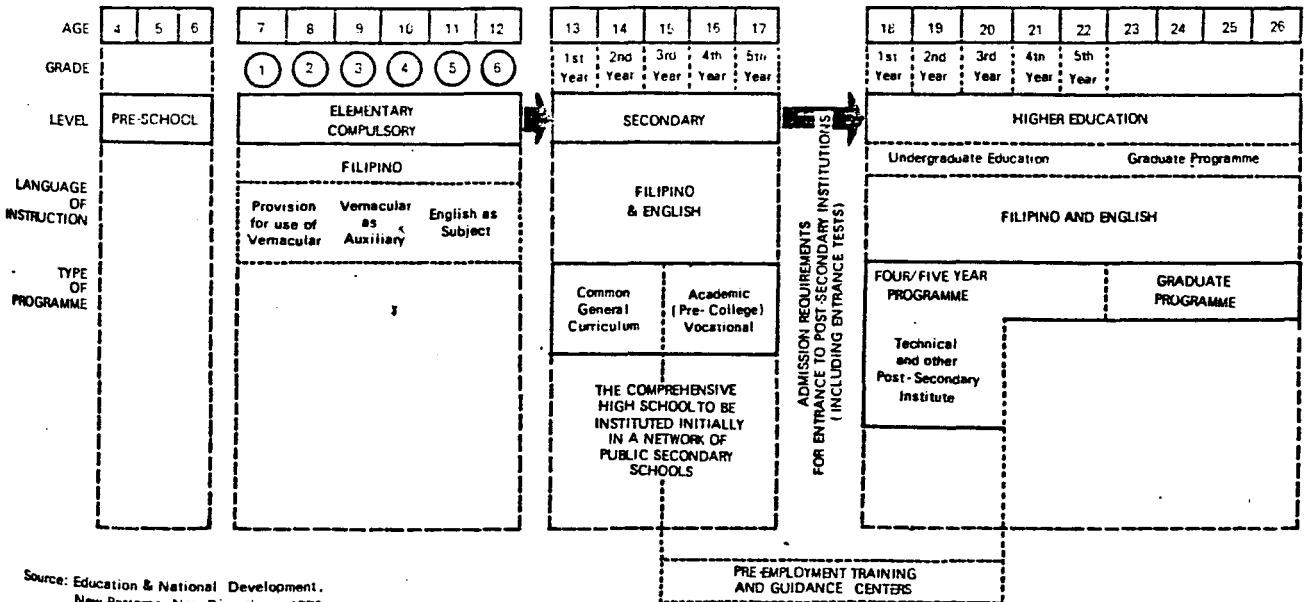 AGE 4 5 6 7 8 9 10 11 12 13 14 15 16 17 18 19 20 21 22 23 24 25 26
GRADE 1 2 3 4 5 6 1st Year 2nd Year 3rd Year 4th Year 5th Year 1st Year 2nd Year 3rd Year 4th Year 5th Year
LEVEL
PRE-SCHOOL
ELEMENTARY
COMPULSORY
SECONDARY
HIGHER EDUCATION
Undergraduate Education
Graduate Programme
LANGUAGE
OF
INSTRUCTION
FILIPINO
Provision
for use of
Vernacular
Vernacular
as
Auxiliary
English as
Subject
FILIPINO
& ENGLISH
FILIPINO AND ENGLISH
TYPE
OF
PROGRAMME
Common
General
Curriculum
Academic
(Pre-College)
Vocational
THE COMPREHENSIVE
HIGH SCHOOL TO BE
INSTITUTED INITIALLY
IN A NETWORK OF
PUBLIC SECONDARY
SCHOOLS
ADMISSION REQUIREMENTS
FOR ENTRANCE TO POST-SECONDARY INSTITUTIONS
(INCLUDING ENTRANCE TESTS)
FOUR/FIVE YEAR
PROGRAMME
GRADUATE
PROGRAMME
Technical
and other
Post-Secondary
Institute
PRE-EMPLOYMENT TRAINING
AND GUIDANCE CENTERS
Source: Education & National Development.